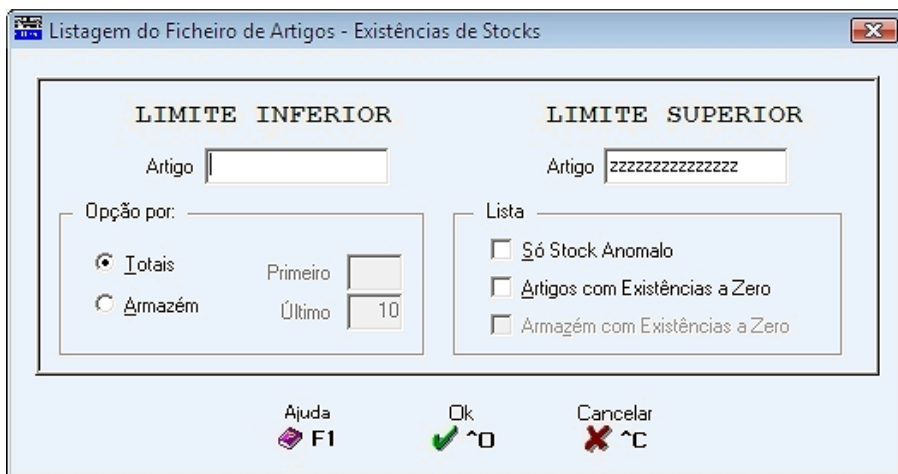 Listagem do Ficheiro de Artigos - Existências de Stocks
LIMITE INFERIOR
LIMITE SUPERIOR
Artigo
Artigo zzzzzzzzzzzzzzz
Opção por:
Totais
Armazém
Primeiro
Último 10
Lista
Só Stock Anomalo
Artigos com Existências a Zero
Armazém com Existências a Zero
Ajuda
F1
Ok
^O
Cancelar
^C